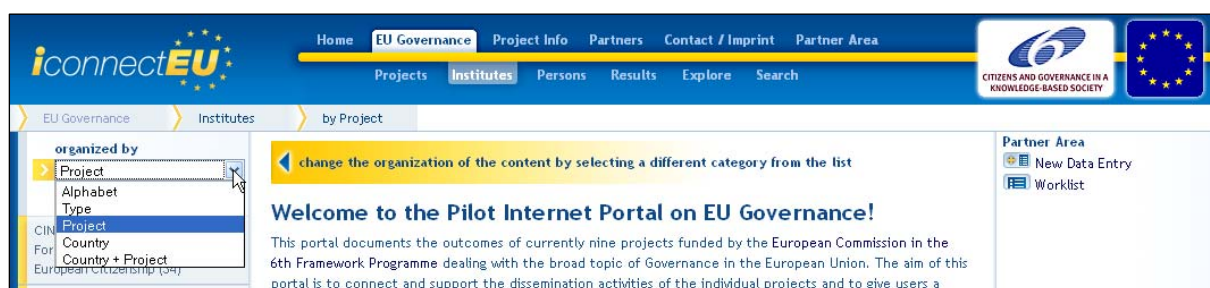 iconnectEU
Home EU Governance Project Info Partners Contact / Imprint Partner Area
Projects Institutes Persons Results Explore Search
6
CITIZENS AND GOVERNANCE IN A
KNOWLEDGE-BASED SOCIETY
EU Governance Institutes by Project
organized by
Project
Alphabet
Type
Project
Country
Country + Project
CIN
For
European Citizenship (34)
change the organization of the content by selecting a different category from the list
Welcome to the Pilot Internet Portal on EU Governance!
This portal documents the outcomes of currently nine projects funded by the European Commission in the
6th Framework Programme dealing with the broad topic of Governance in the European Union. The aim of this
portal is to connect and support the dissemination activities of the individual projects and to give users a
Partner Area
New Data Entry
Worklist